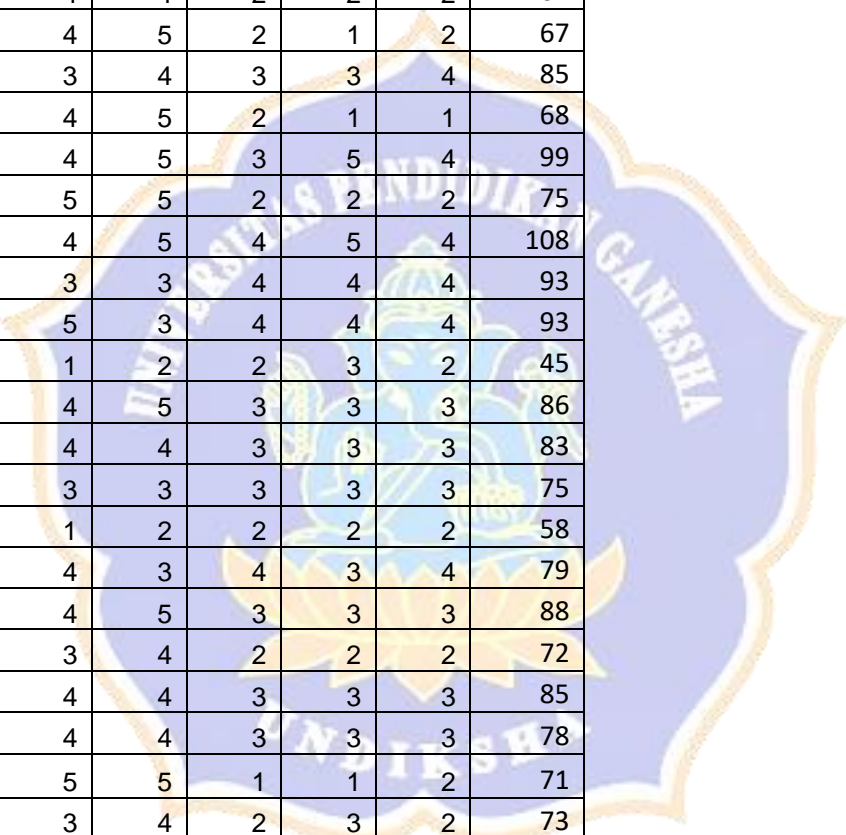 4 5 2 1 2 67
3 4 3 3 4 85
4 5 2 1 1 68
4 5 3 5 4 99
5 5 2 2 2 75
4 5 4 5 4 108
3 3 4 4 4 93
5 3 4 4 4 93
1 2 2 3 2 45
4 5 3 3 3 86
4 4 3 3 3 83
3 3 3 3 3 75
1 2 2 2 2 58
4 3 4 3 4 79
4 5 3 3 3 88
3 4 2 2 2 72
4 4 3 3 3 85
4 4 3 3 3 78
5 5 1 1 2 71
3 4 2 3 2 73
UNIVERSITAS PENDIDIKAN GANESHA
UNDIKSHA